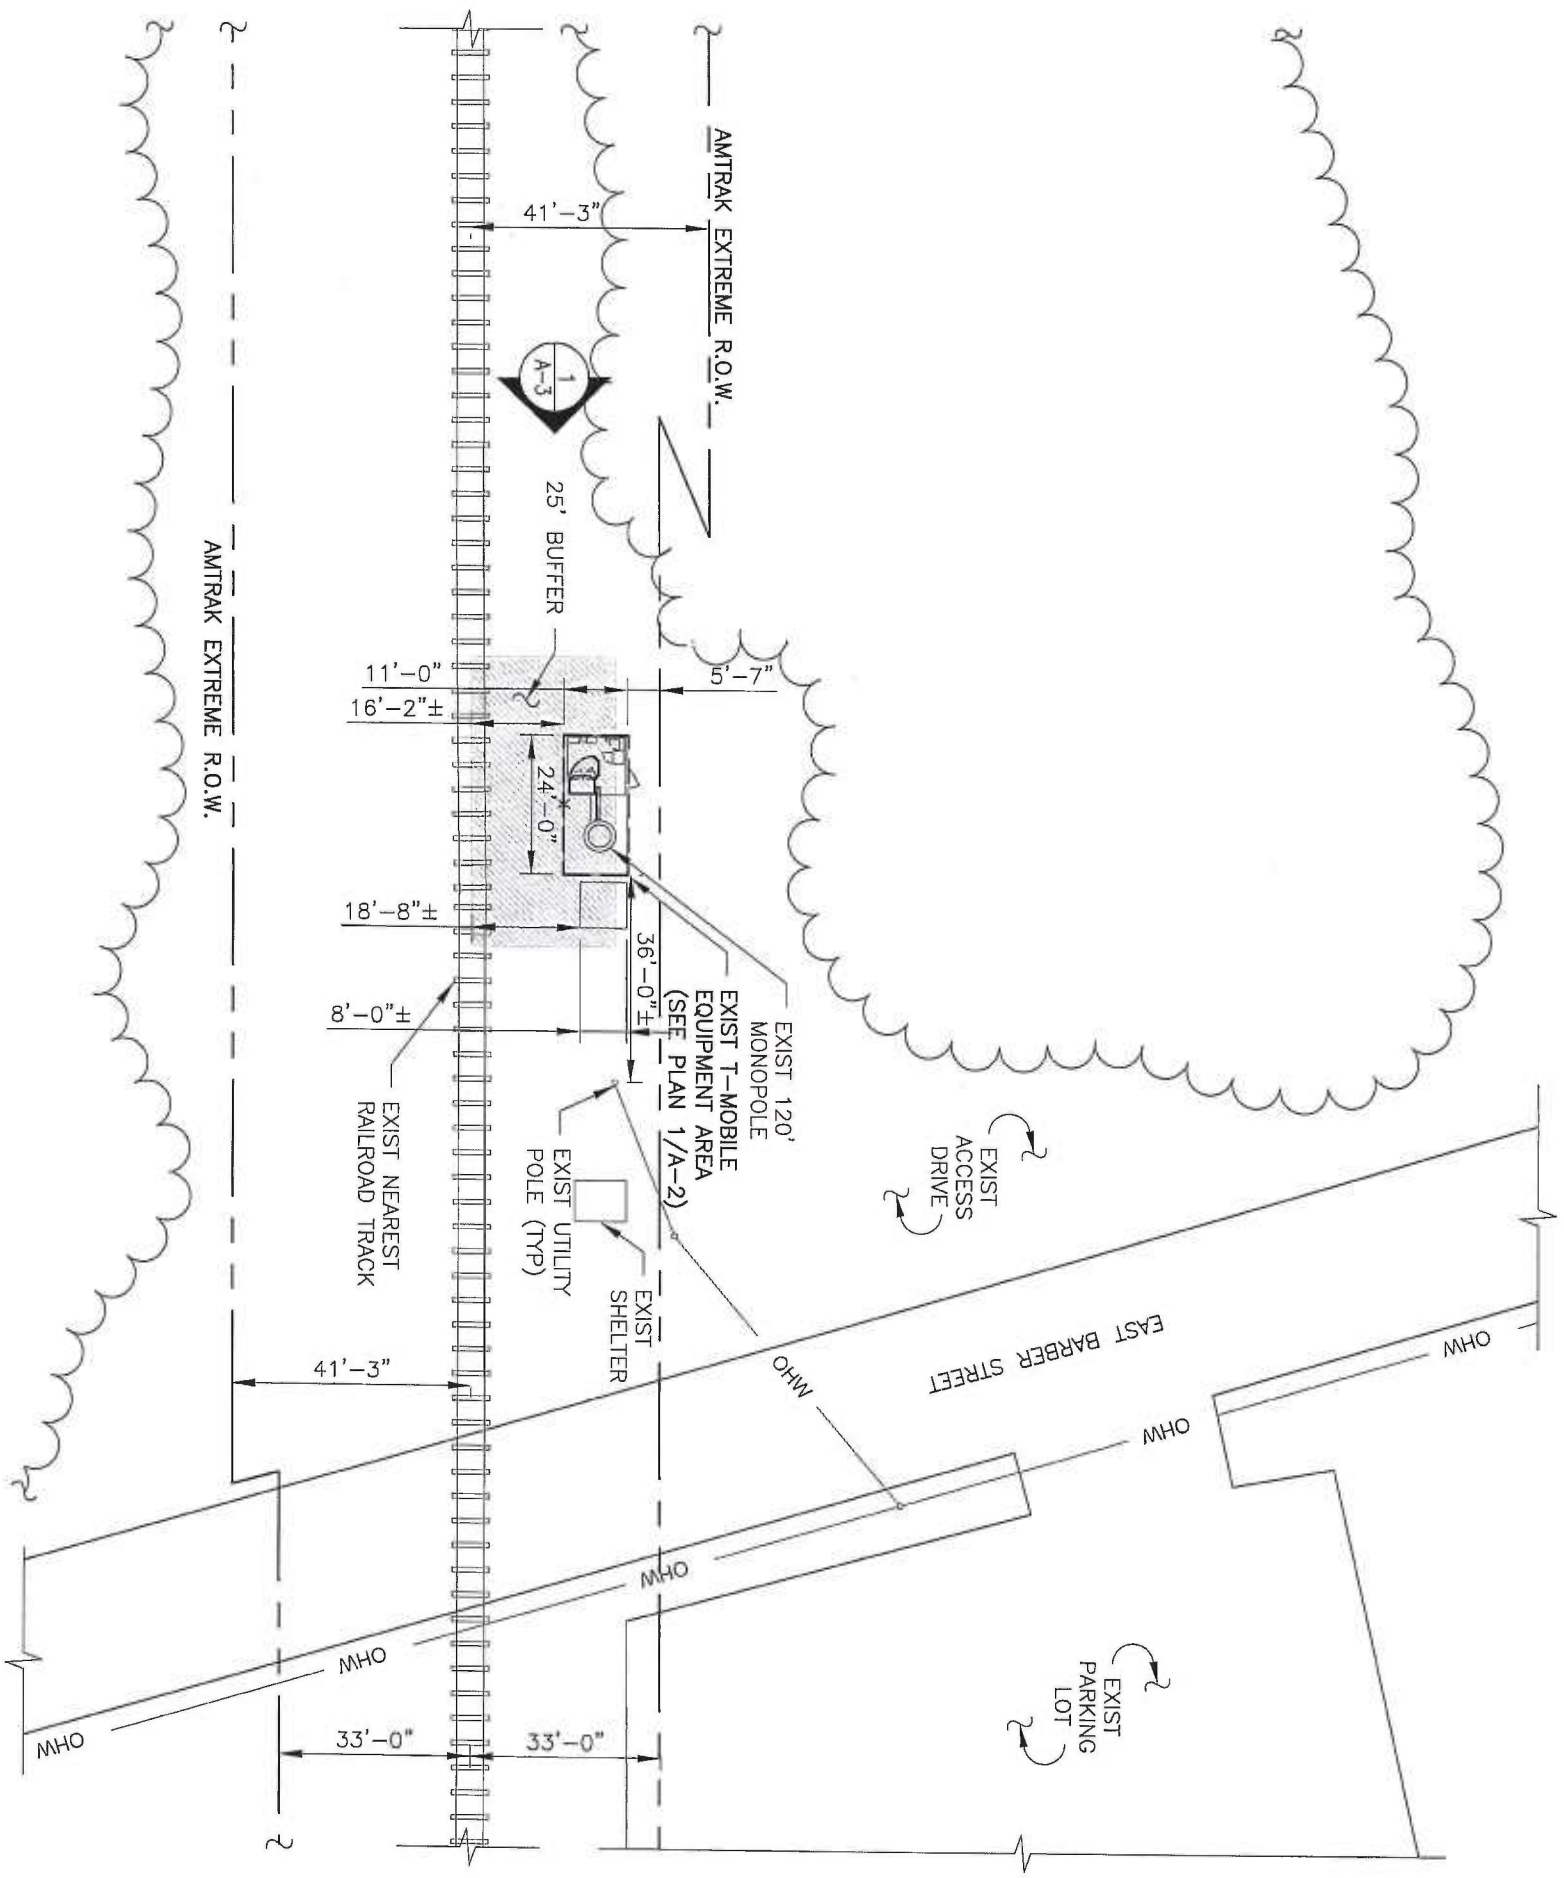 AMTRAK EXTREME R.O.W.
41'-3"
1
A-3
25' BUFFER
11'-0"
16'-2"±
5'-7"
24'-0"
18'-8"±
36'-0"±
8'-0"±
EXIST 120'
MONOPOLE
EXIST T-MOBILE
EQUIPMENT AREA
(SEE PLAN 1/A-2)
AMTRAK EXTREME R.O.W.
EXIST NEAREST
RAILROAD TRACK
EXIST UTILITY
POLE (TYP)
EXIST
SHELTER
EXIST
ACCESS
DRIVE
EAST BARBER STREET
OHW
OHW
OHW
OHW
OHW
OHW
41'-3"
33'-0"
33'-0"
EXIST
PARKING
LOT